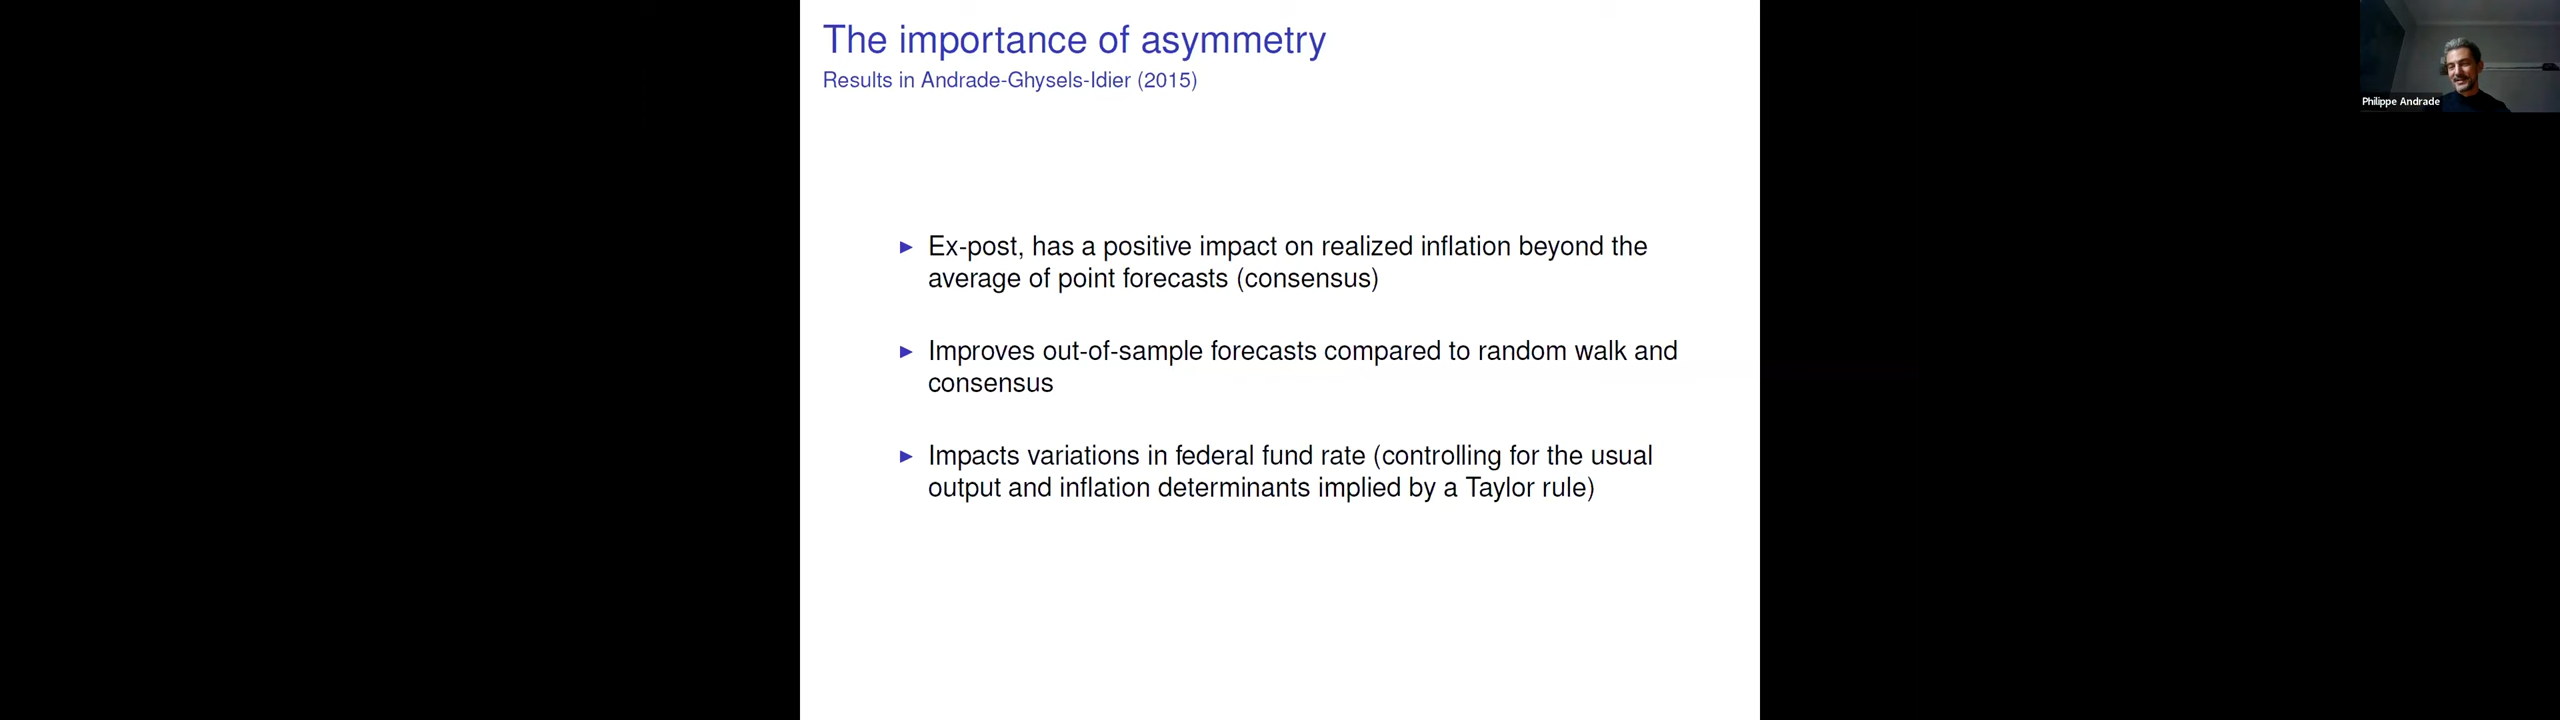 The importance of asymmetry
Results in Andrade-Ghysels-Idier (2015)
Philippe Andrade
► Ex-post, has a positive impact on realized inflation beyond the
average of point forecasts (consensus)
► Improves out-of-sample forecasts compared to random walk and
consensus
► Impacts variations in federal fund rate (controlling for the usual
output and inflation determinants implied by a Taylor rule)